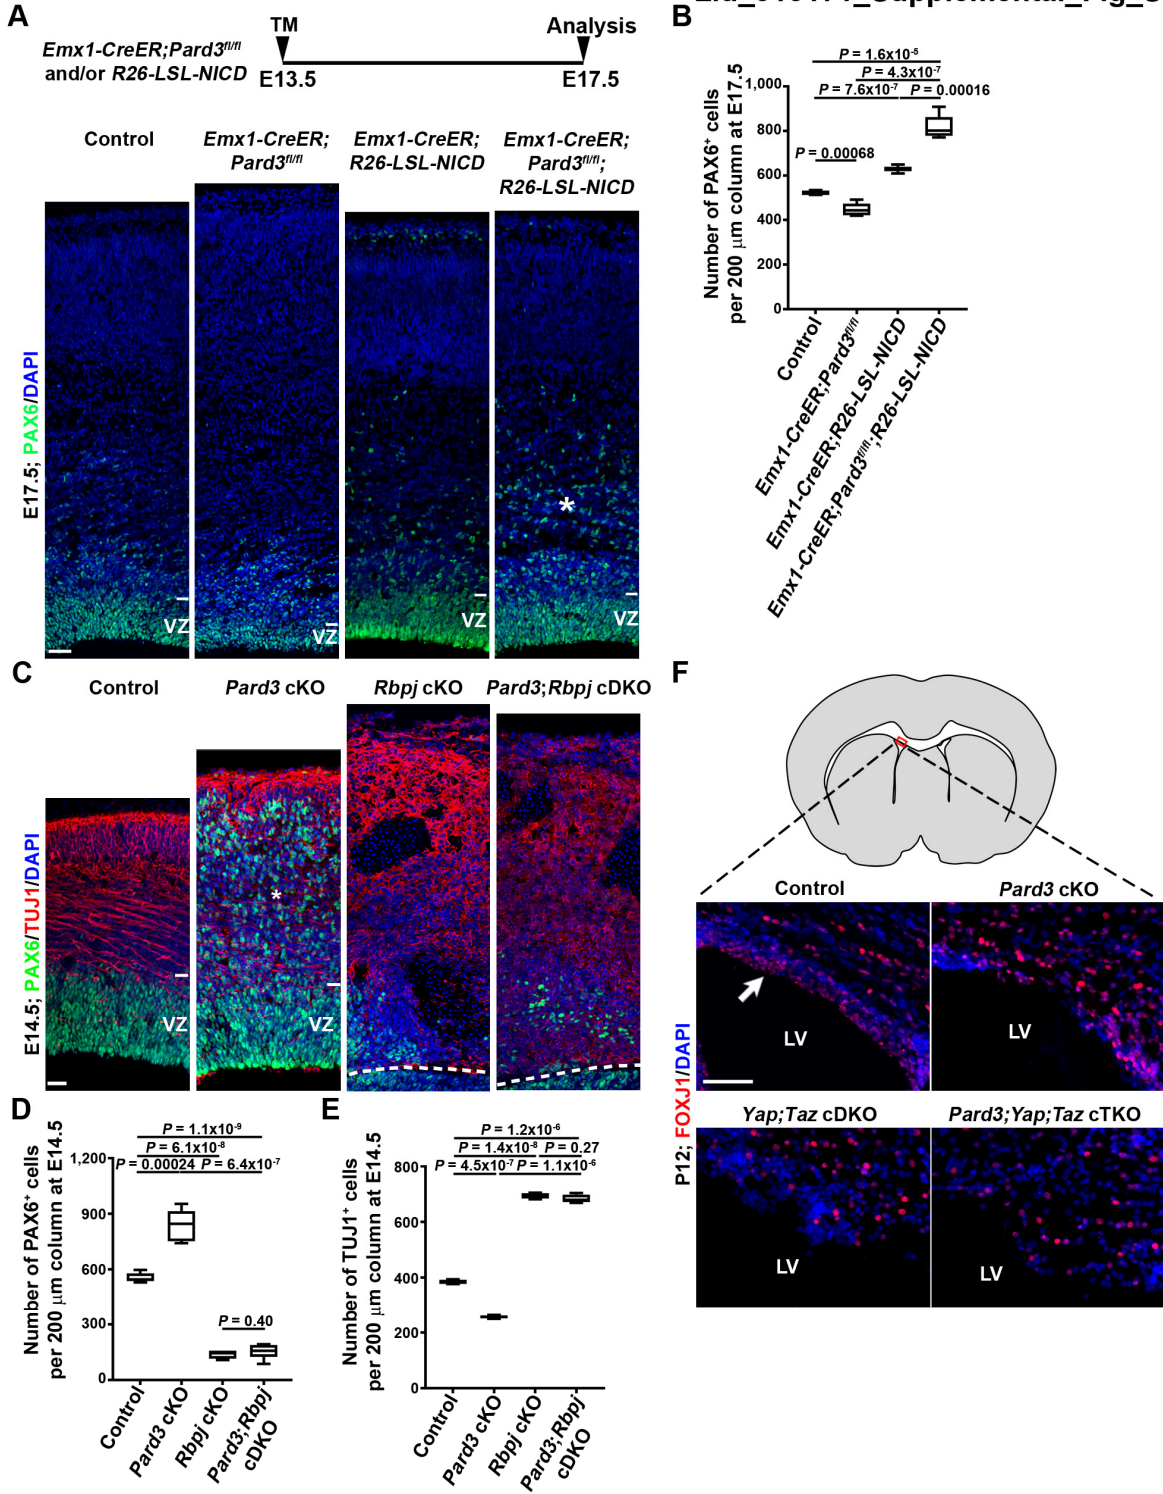 A
TM
Analysis
Emx1-CreER;Pard3fl/fl
and/or R26-LSL-NICD
E13.5
E17.5
Control
Emx1-CreER;
Pard3fl/fl
Emx1-CreER;
R26-LSL-NICD
Emx1-CreER;
Pard3fl/fl;
R26-LSL-NICD
E17.5; PAX6/DAPI
*
VZ
VZ
VZ
VZ
B
P = 1.6x10-5
P = 4.3x10-7
P = 7.6x10-7
P = 0.00016
P = 0.00068
Number of PAX6+ cells
per 200 μm column at E17.5
1,000
800
600
400
200
0
Control
Emx1-CreER;Pard3fl/fl
Emx1-CreER;R26-LSL-NICD
Emx1-CreER;Pard3fl/lfl;R26-LSL-NICD
C
Control
Pard3 cKO
Rbpj cKO
Pard3;Rbpj cDKO
E14.5; PAX6/TUJ1/DAPI
*
VZ
VZ
D
P = 1.1x10-9
P = 6.1x10-8
P = 0.00024
P = 6.4x10-7
P = 0.40
Number of PAX6+ cells
per 200 μm column at E14.5
1,200
900
600
300
0
Control
Pard3 cKO
Rbpj cKO
Pard3;Rbpj
cDKO
E
P = 1.2x10-6
P = 1.4x10-8
P = 0.27
P = 4.5x10-7
P = 1.1x10-6
Number of TUJ1+ cells
per 200 μm column at E14.5
800
600
400
200
0
Control
Pard3 cKO
Rbpj cKO
Pard3;Rbpj
cDKO
F
Control
Pard3 cKO
LV
LV
Yap;Taz cDKO
Pard3;Yap;Taz cTKO
LV
LV
P12; FOXJ1/DAPI